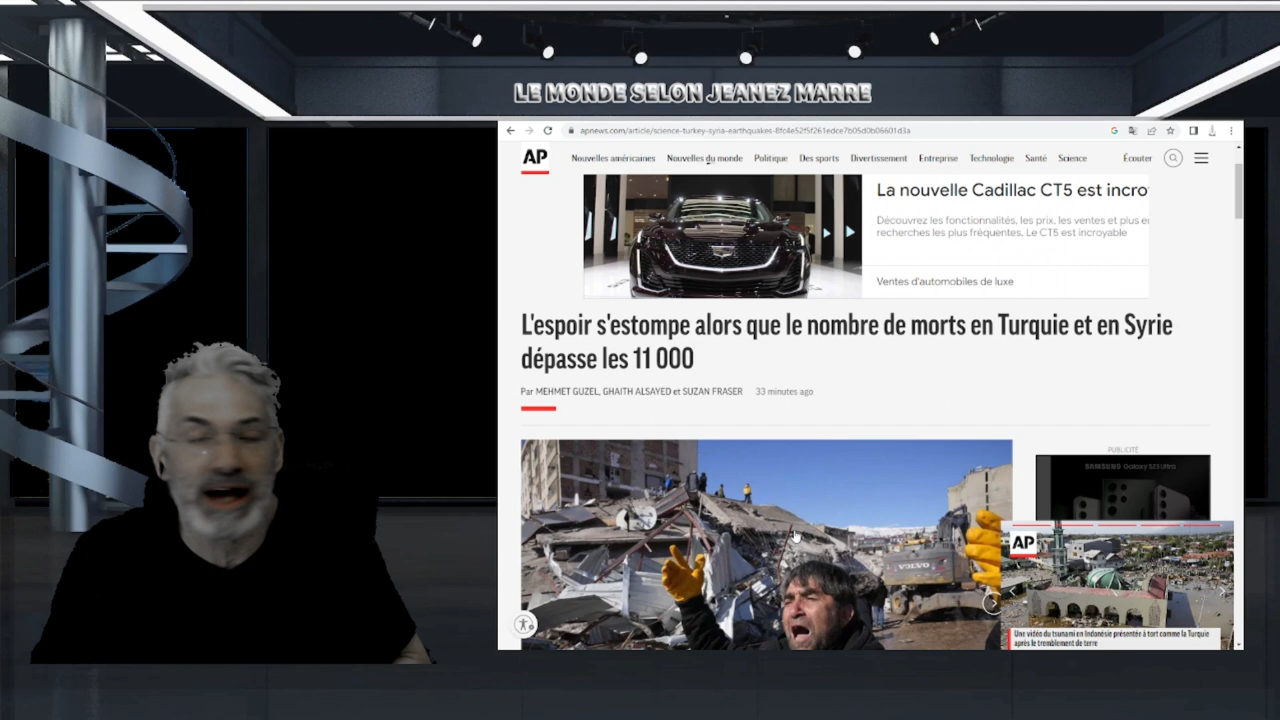 LE MONDE SELON JEANEZ MARRE
apnews.com/article/science-turkey-syria-earthquakes-8fc4e52f5f261edce7b05d0b06601d3a
AP
Nouvelles américaines Nouvelles du monde Politique Des sports Divertissement Entreprise Technologie Santé Science Écouter
La nouvelle Cadillac CT5 est incro
Découvrez les fonctionnalités, les prix, les ventes et plus e
recherches les plus fréquentes. Le CT5 est incroyable
Ventes d'automobiles de luxe
L'espoir s'estompe alors que le nombre de morts en Turquie et en Syrie
dépasse les 11 000
Par MEHMET GUZEL, GHAITH ALSAYED et SUZAN FRASER 33 minutes ago
PUBLICITÉ
SAMSUNG Galaxy S23 Ultra
AP
VOLVO
Une vidéo du tsunami en Indonésie présentée à tort comme la Turquie
après le tremblement de terre